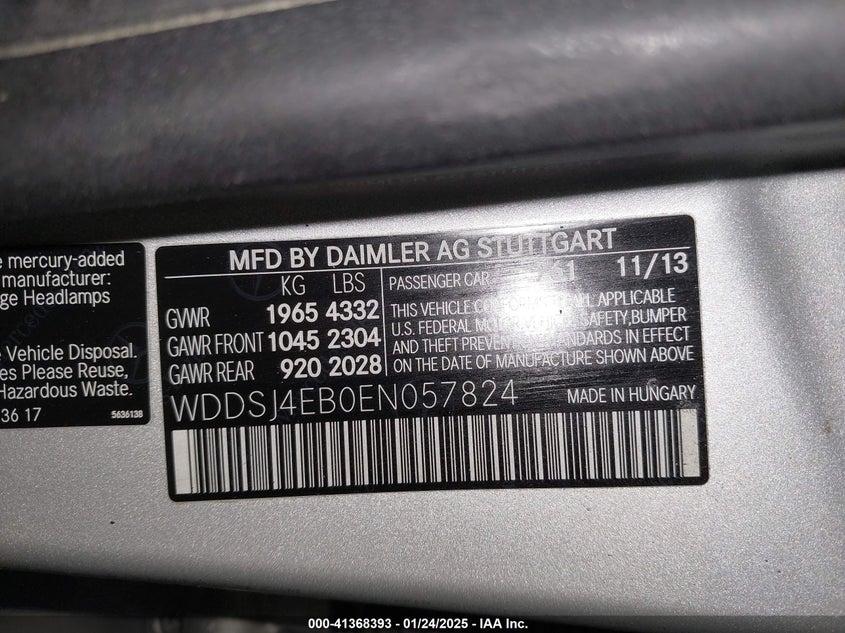 e mercury-added
manufacturer:
ge Headlamps
e Vehicle Disposal.
es Please Reuse,
Hazardous Waste.
36 17
5636138
MFD BY DAIMLER AG STUTTGART
KG LBS
GWR 1965 4332
GAWR FRONT 1045 2304
GAWR REAR 920 2028
PASSENGER CAR 11/13
THIS VEHICLE ALL APPLICABLE
U.S. FEDERAL SAFETY, BUMPER
AND THEFT STANDARDS IN EFFECT
ON THE DATE OF MANUFACTURE SHOWN ABOVE
WDDSJ4EB0EN057824 MADE IN HUNGARY
000-41368393 - 01/24/2025 - IAA Inc.